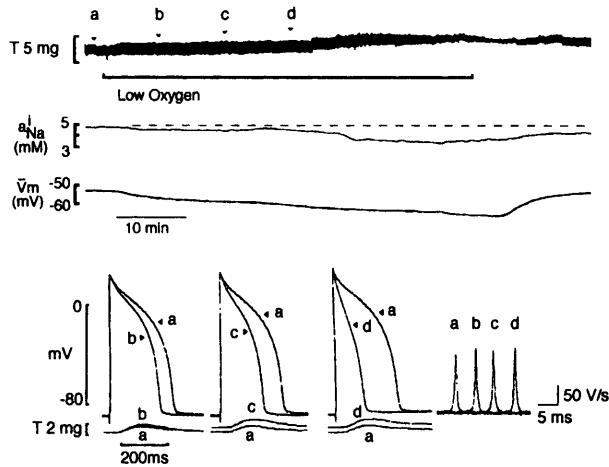 a b c d
T 5 mg
Low Oxygen
aⁱNa (mM)
5
3
V̄m (mV)
-50
-60
10 min
0
mV
-80
b a
c a
d a
a b c d
50 V/s
5 ms
T 2 mg
b
a
c
a
d
a
200ms